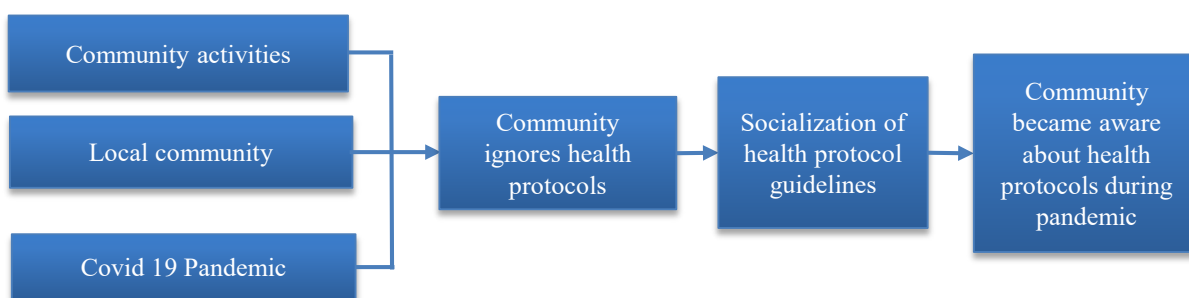 Community activities
Local community
Covid 19 Pandemic
Community
ignores health
protocols
Socialization of
health protocol
guidelines
Community
became aware
about health
protocols during
pandemic